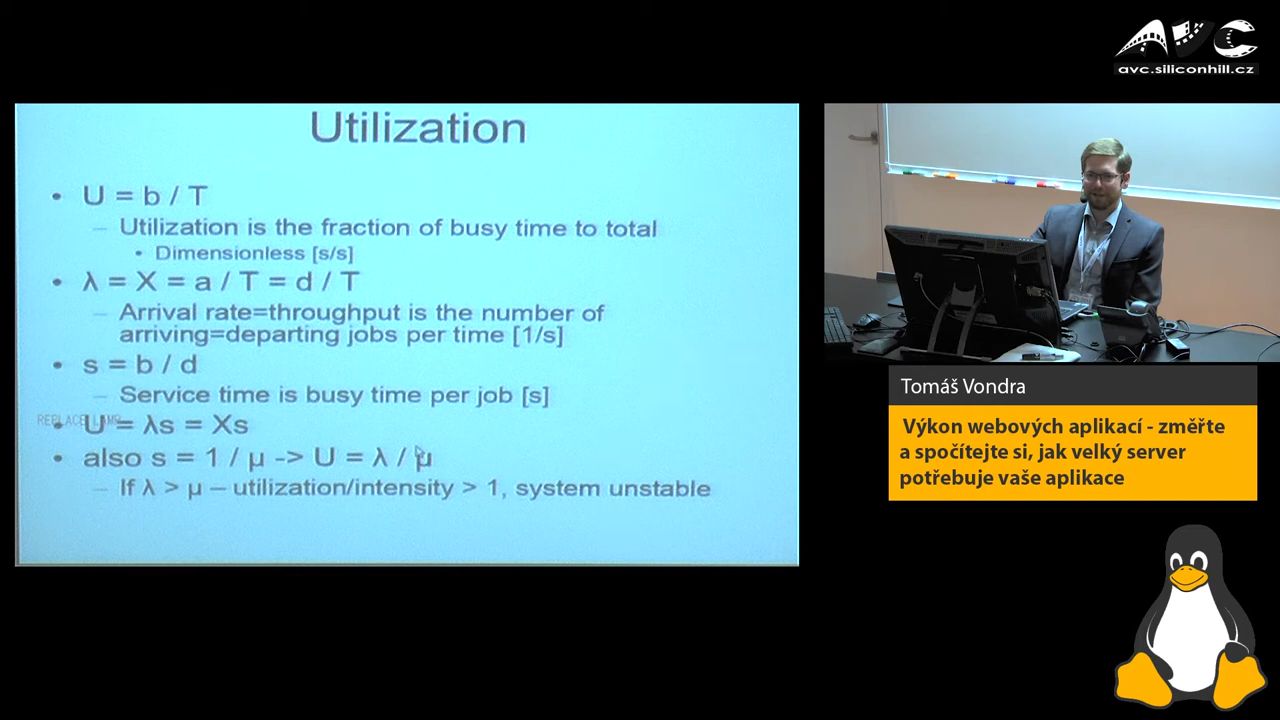 AVC
avc.siliconhill.cz
Utilization
• U = b / T
– Utilization is the fraction of busy time to total
• Dimensionless [s/s]
• λ = X = a / T = d / T
– Arrival rate=throughput is the number of
arriving=departing jobs per time [1/s]
• s = b / d
– Service time is busy time per job [s]
REPLACE LAMP
• U = λs = Xs
• also s = 1 / μ -> U = λ / μ
– If λ > μ – utilization/intensity > 1, system unstable
Tomáš Vondra
Výkon webových aplikací - změřte
a spočítejte si, jak velký server
potřebuje vaše aplikace